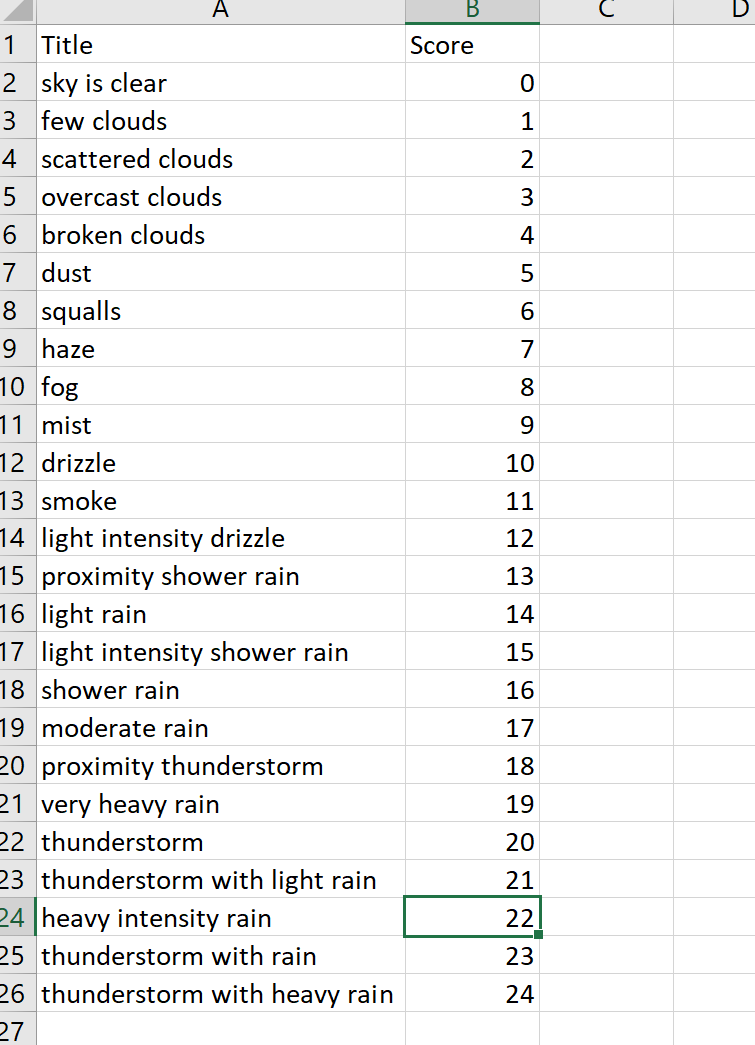 A B C D
1 Title Score
2 sky is clear 0
3 few clouds 1
4 scattered clouds 2
5 overcast clouds 3
6 broken clouds 4
7 dust 5
8 squalls 6
9 haze 7
10 fog 8
11 mist 9
12 drizzle 10
13 smoke 11
14 light intensity drizzle 12
15 proximity shower rain 13
16 light rain 14
17 light intensity shower rain 15
18 shower rain 16
19 moderate rain 17
20 proximity thunderstorm 18
21 very heavy rain 19
22 thunderstorm 20
23 thunderstorm with light rain 21
24 heavy intensity rain 22
25 thunderstorm with rain 23
26 thunderstorm with heavy rain 24
27